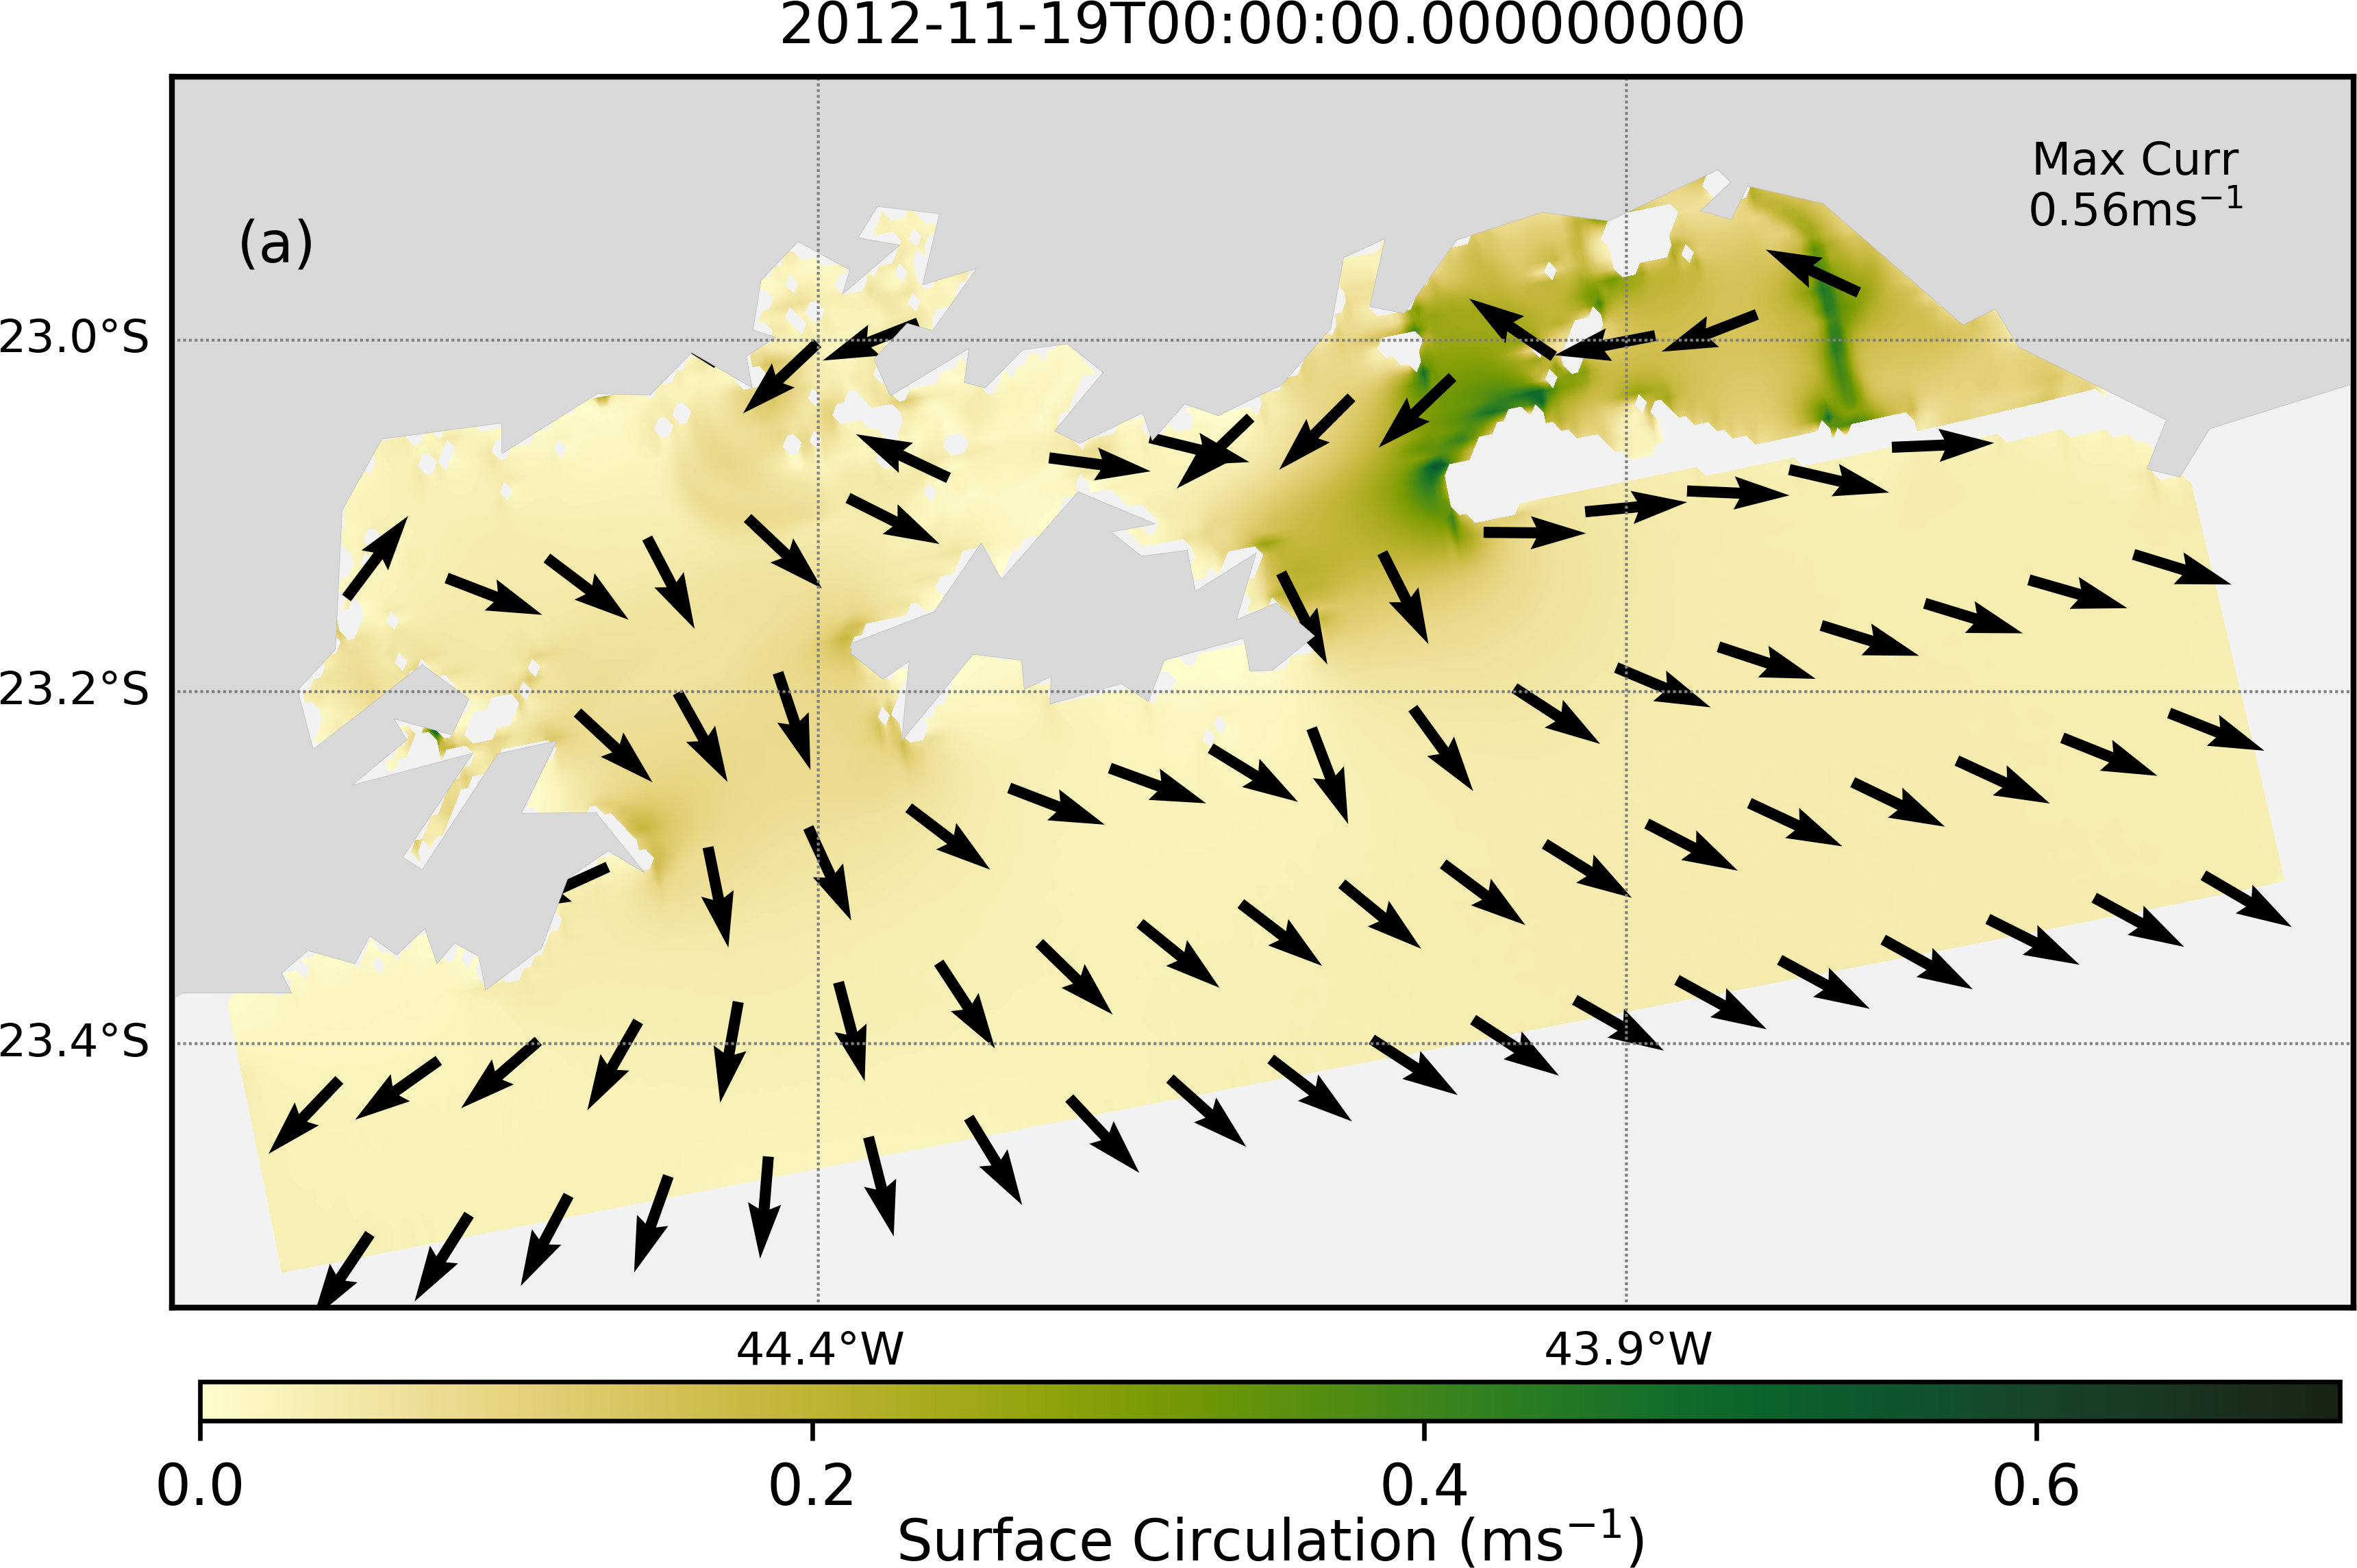 2012-11-19T00:00:00.000000000
Max Curr
0.56ms⁻¹
(a)
23.0°S
23.2°S
23.4°S
44.4°W
43.9°W
0.0
0.2
0.4
0.6
Surface Circulation (ms⁻¹)